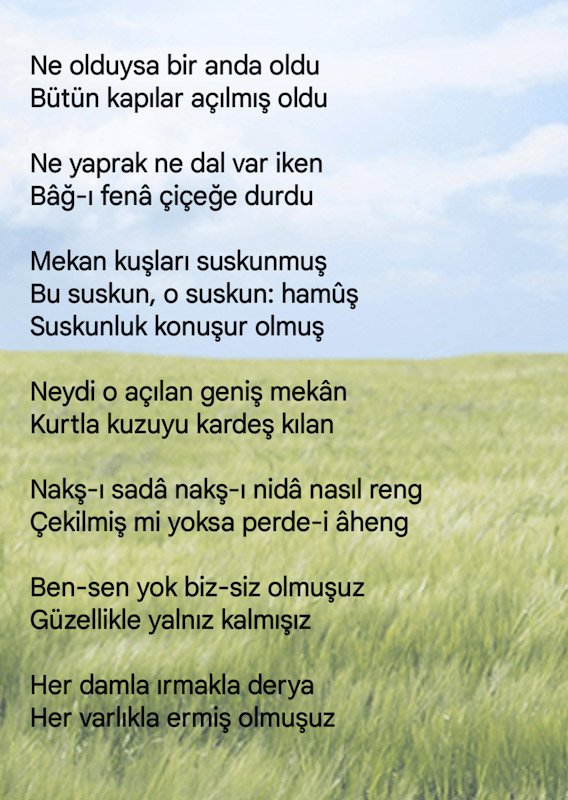 Ne olduysa bir anda oldu
Bütün kapılar açılmış oldu
Ne yaprak ne dal var iken
Bâğ-ı fenâ çiçeğe durdu
Mekan kuşları suskunmuş
Bu suskun, o suskun: hamûş
Suskunluk konuşur olmuş
Neydi o açılan geniş mekân
Kurtla kuzuyu kardeş kılan
Nakş-ı sadâ nakş-ı nidâ nasıl reng
Çekilmiş mi yoksa perde-i âheng
Ben-sen yok biz-siz olmuşuz
Güzellikle yalnız kalmışız
Her damla ırmakla derya
Her varlıkla ermiş olmuşuz